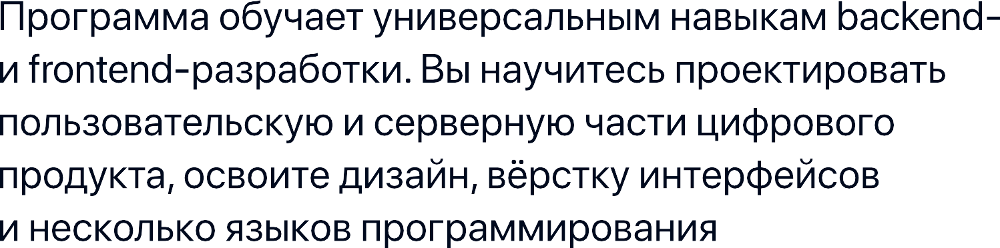 Программа обучает универсальным навыкам backend-
и frontend-разработки. Вы научитесь проектировать
пользовательскую и серверную части цифрового
продукта, освоите дизайн, вёрстку интерфейсов
и несколько языков программирования